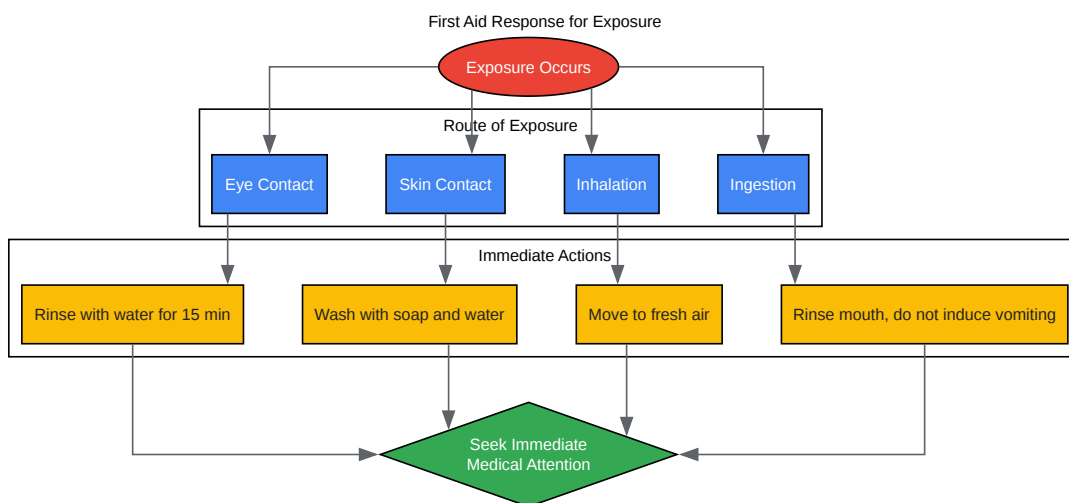 First Aid Response for Exposure
Exposure Occurs
Route of Exposure
Eye Contact
Skin Contact
Inhalation
Ingestion
Immediate Actions
Rinse with water for 15 min
Wash with soap and water
Move to fresh air
Rinse mouth, do not induce vomiting
Seek Immediate
Medical Attention